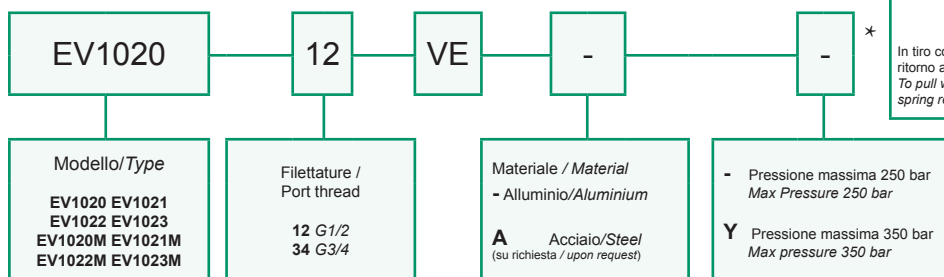 EV1020
12
VE
-
-
*
In tiro
ritorno
To pull
spring
Modello/Type
EV1020 EV1021
EV1022 EV1023
EV1020M EV1021M
EV1022M EV1023M
Filettature /
Port thread
12 G1/2
34 G3/4
Materiale / Material
- Alluminio/Aluminium
A Acciaio/Steel
(su richiesta / upon request)
- Pressione massima 250 bar
Max Pressure 250 bar
Y Pressione massima 350 bar
Max pressure 350 bar